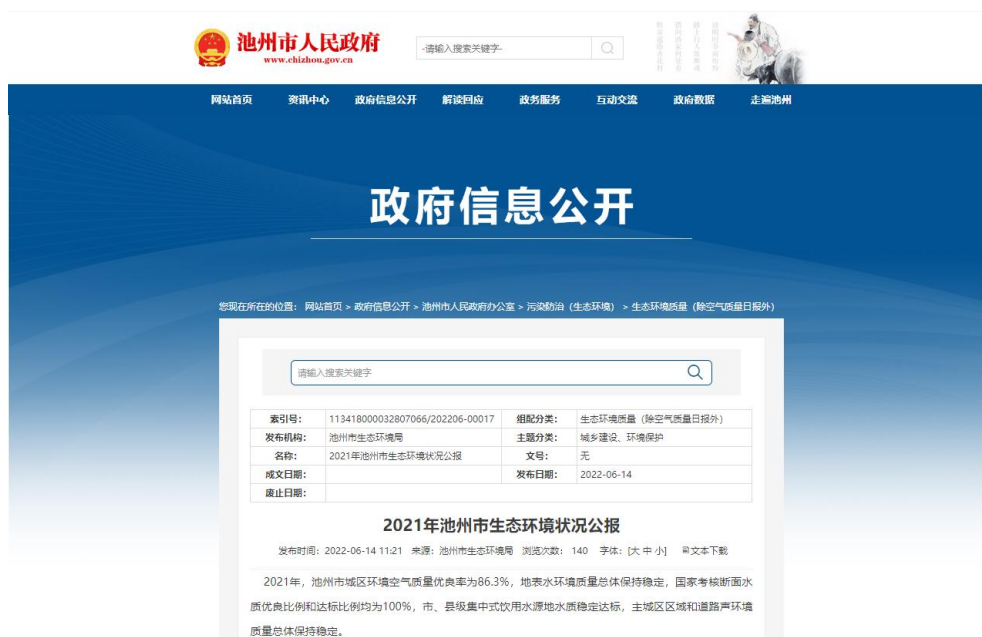 池州市人民政府
www.chizhou.gov.cn
-请输入搜索关键字-
网站首页 资讯中心 政府信息公开 解读回应 政务服务 互动交流 政府数据 走遍池州
政府信息公开
您现在所在的位置： 网站首页 > 政府信息公开 > 池州市人民政府办公室 > 污染防治（生态环境） > 生态环境质量（除空气质量日报外）
请输入搜索关键字
索引号： 113418000032807066/202206-00017 组配分类： 生态环境质量（除空气质量日报外）
发布机构： 池州市生态环境局 主题分类： 城乡建设、环境保护
名称： 2021年池州市生态环境状况公报 文号： 无
成文日期： 发布日期： 2022-06-14
废止日期：
2021年池州市生态环境状况公报
发布时间：2022-06-14 11:21 来源：池州市生态环境局 浏览次数： 140 字体：[大 中 小] 文本下载
2021年，池州市城区环境空气质量优良率为86.3%，地表水环境质量总体保持稳定，国家考核断面水
质优良比例和达标比例均为100%，市、县级集中式饮用水源地水质稳定达标，主城区区域和道路声环境
质量总体保持稳定。